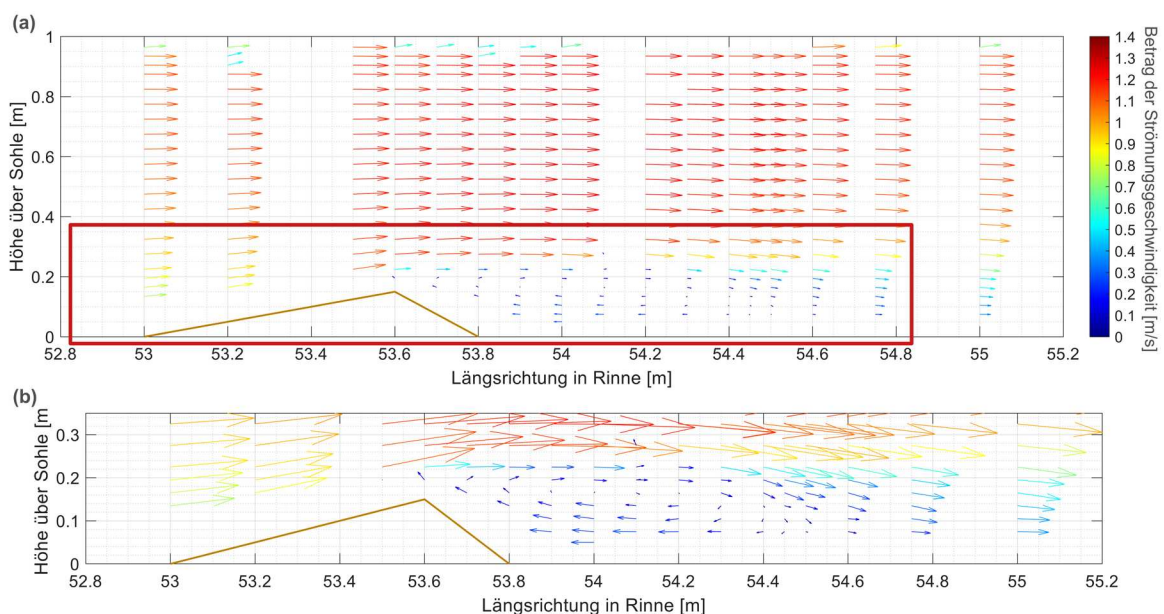 (a)
1
0.8
0.6
0.4
0.2
0
Höhe über Sohle [m]
52.8 53 53.2 53.4 53.6 53.8 54 54.2 54.4 54.6 54.8 55 55.2
Längsrichtung in Rinne [m]
1.4
1.3
1.2
1.1
1
0.9
0.8
0.7
0.6
0.5
0.4
0.3
0.2
0.1
0
Betrag der Strömungsgeschwindigkeit [m/s]
(b)
0.3
0.2
0.1
0
Höhe über Sohle [m
52.8 53 53.2 53.4 53.6 53.8 54 54.2 54.4 54.6 54.8 55 55.2
Längsrichtung in Rinne [m]